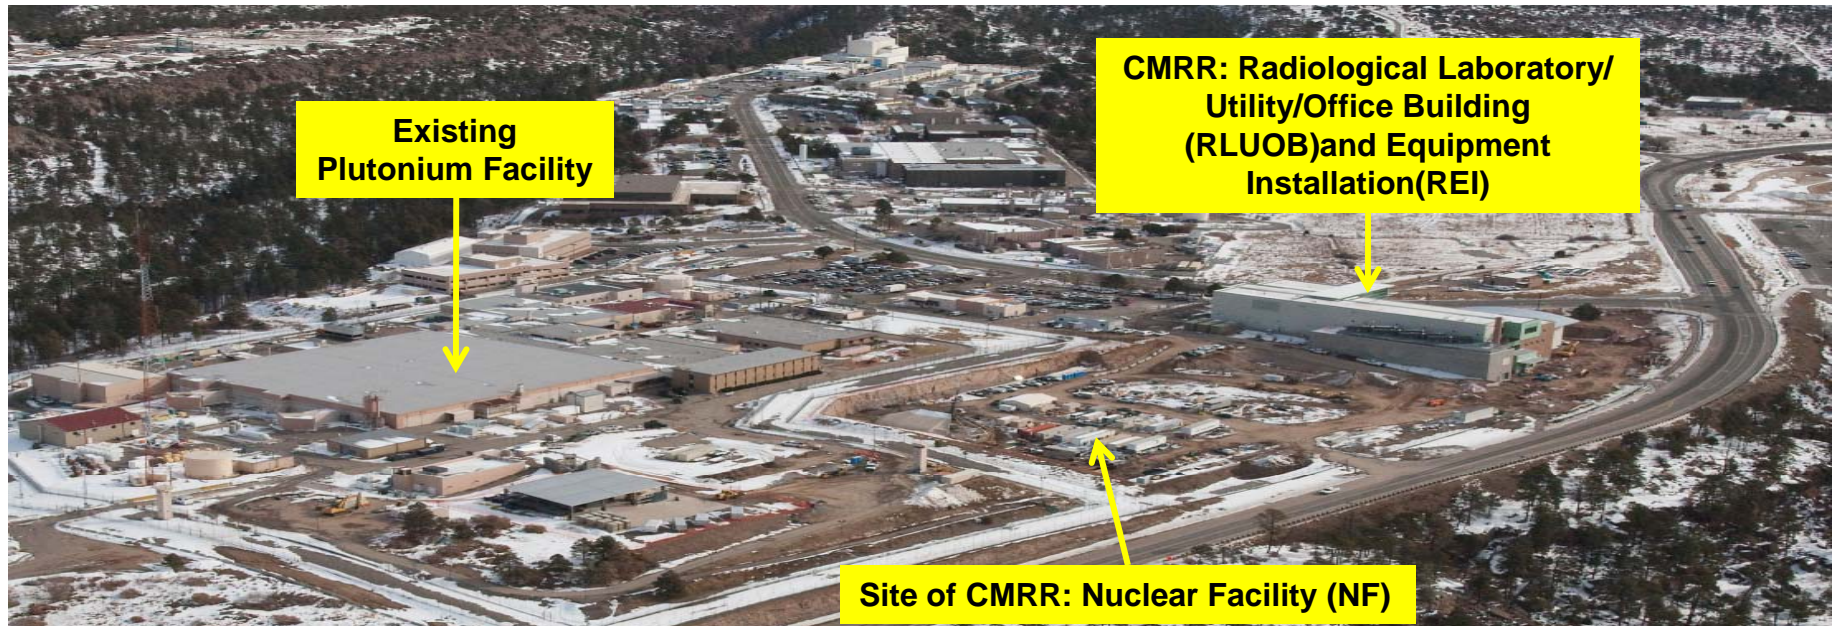 Existing
Plutonium Facility
CMRR: Radiological Laboratory/
Utility/Office Building
(RLUOB)and Equipment
Installation(REI)
Site of CMRR: Nuclear Facility (NF)